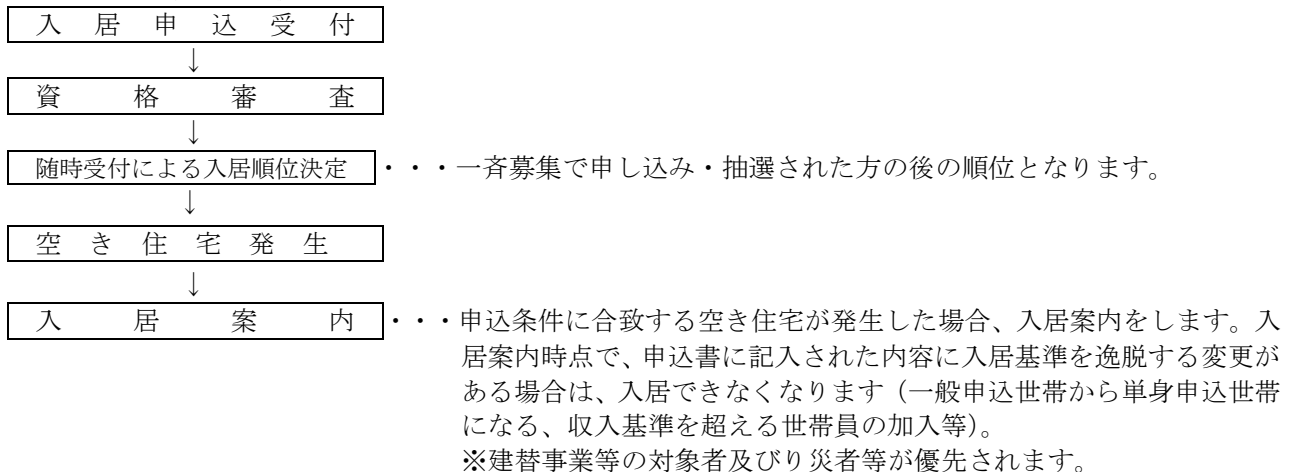 入居申込受付
↓
資格審査
↓
随時受付による入居順位決定・・・一斉募集で申し込み・抽選された方の後の順位となります。
↓
空き住宅発生
↓
入居案内・・・申込条件に合致する空き住宅が発生した場合、入居案内をします。入
居案内時点で、申込書に記入された内容に入居基準を逸脱する変更が
ある場合は、入居できなくなります（一般申込世帯から単身申込世帯
になる、収入基準を超える世帯員の加入等）。
※建替事業等の対象者及びり災者等が優先されます。